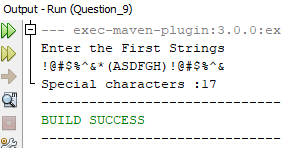 Output - Run (Question_9)
--- exec-maven-plugin:3.0.0:ex
Enter the First Strings
!@#$%^&*(ASDFGH)!@#$%^&
Special characters :17
------------------------------
BUILD SUCCESS
------------------------------